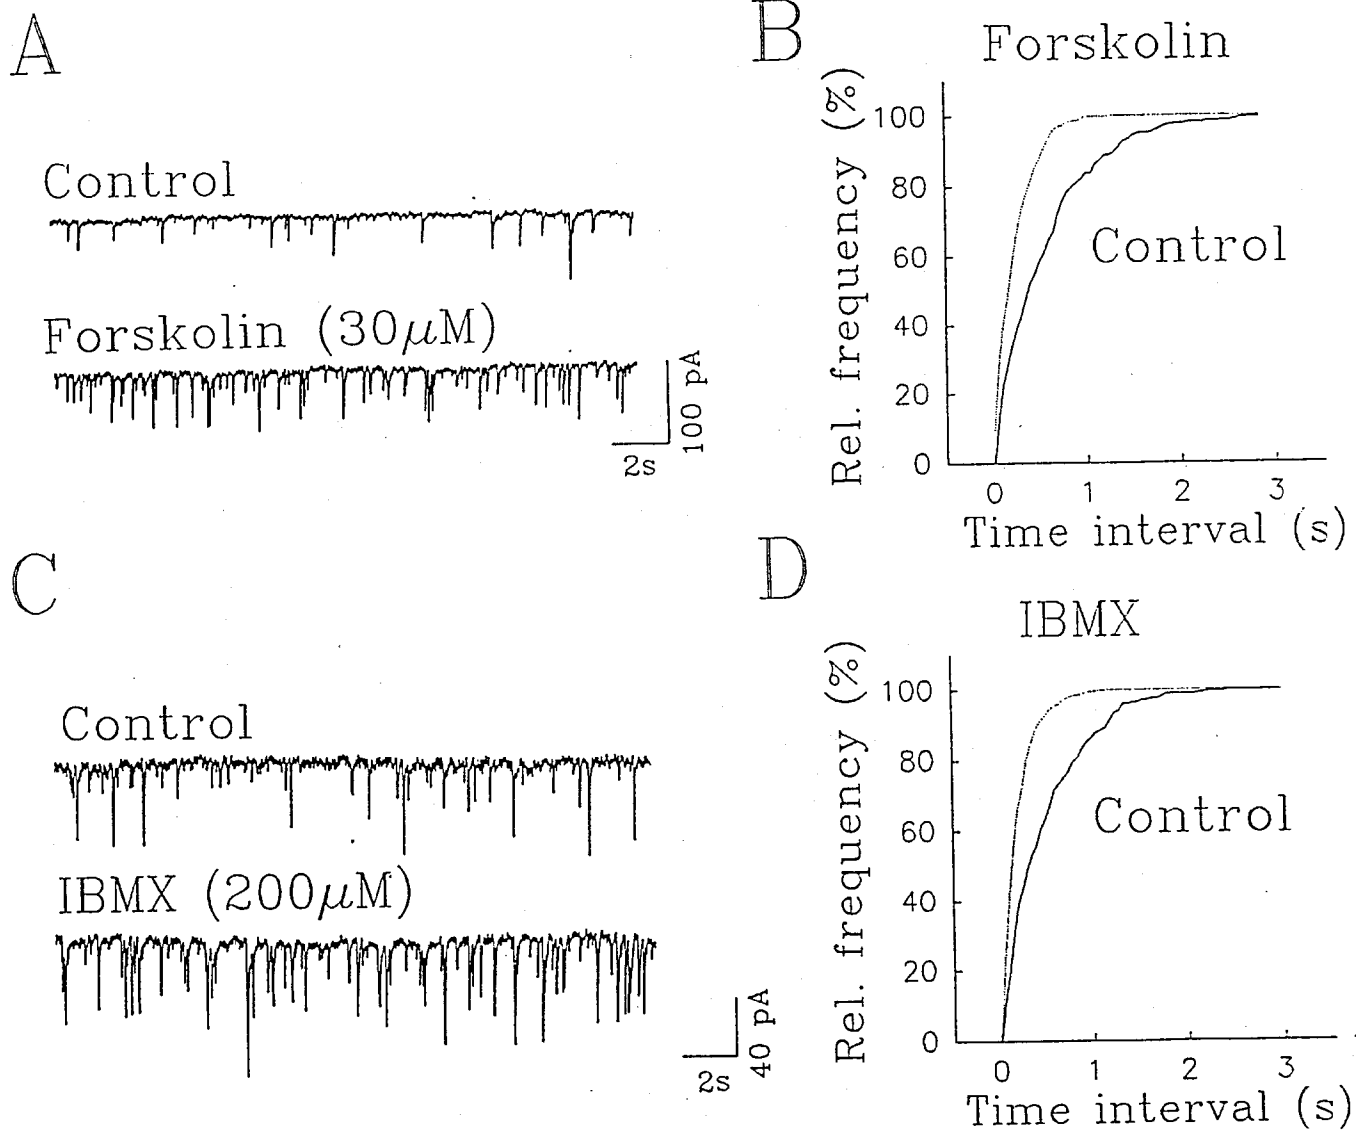 A
Control
Forskolin (30μM)
100 pA
2s
B
Forskolin
Rel. frequency (%)
100
80
60
40
20
0
Control
0 1 2 3
Time interval (s)
C
Control
IBMX (200μM)
40 pA
2s
D
IBMX
Rel. frequency (%)
100
80
60
40
20
0
Control
0 1 2 3
Time interval (s)